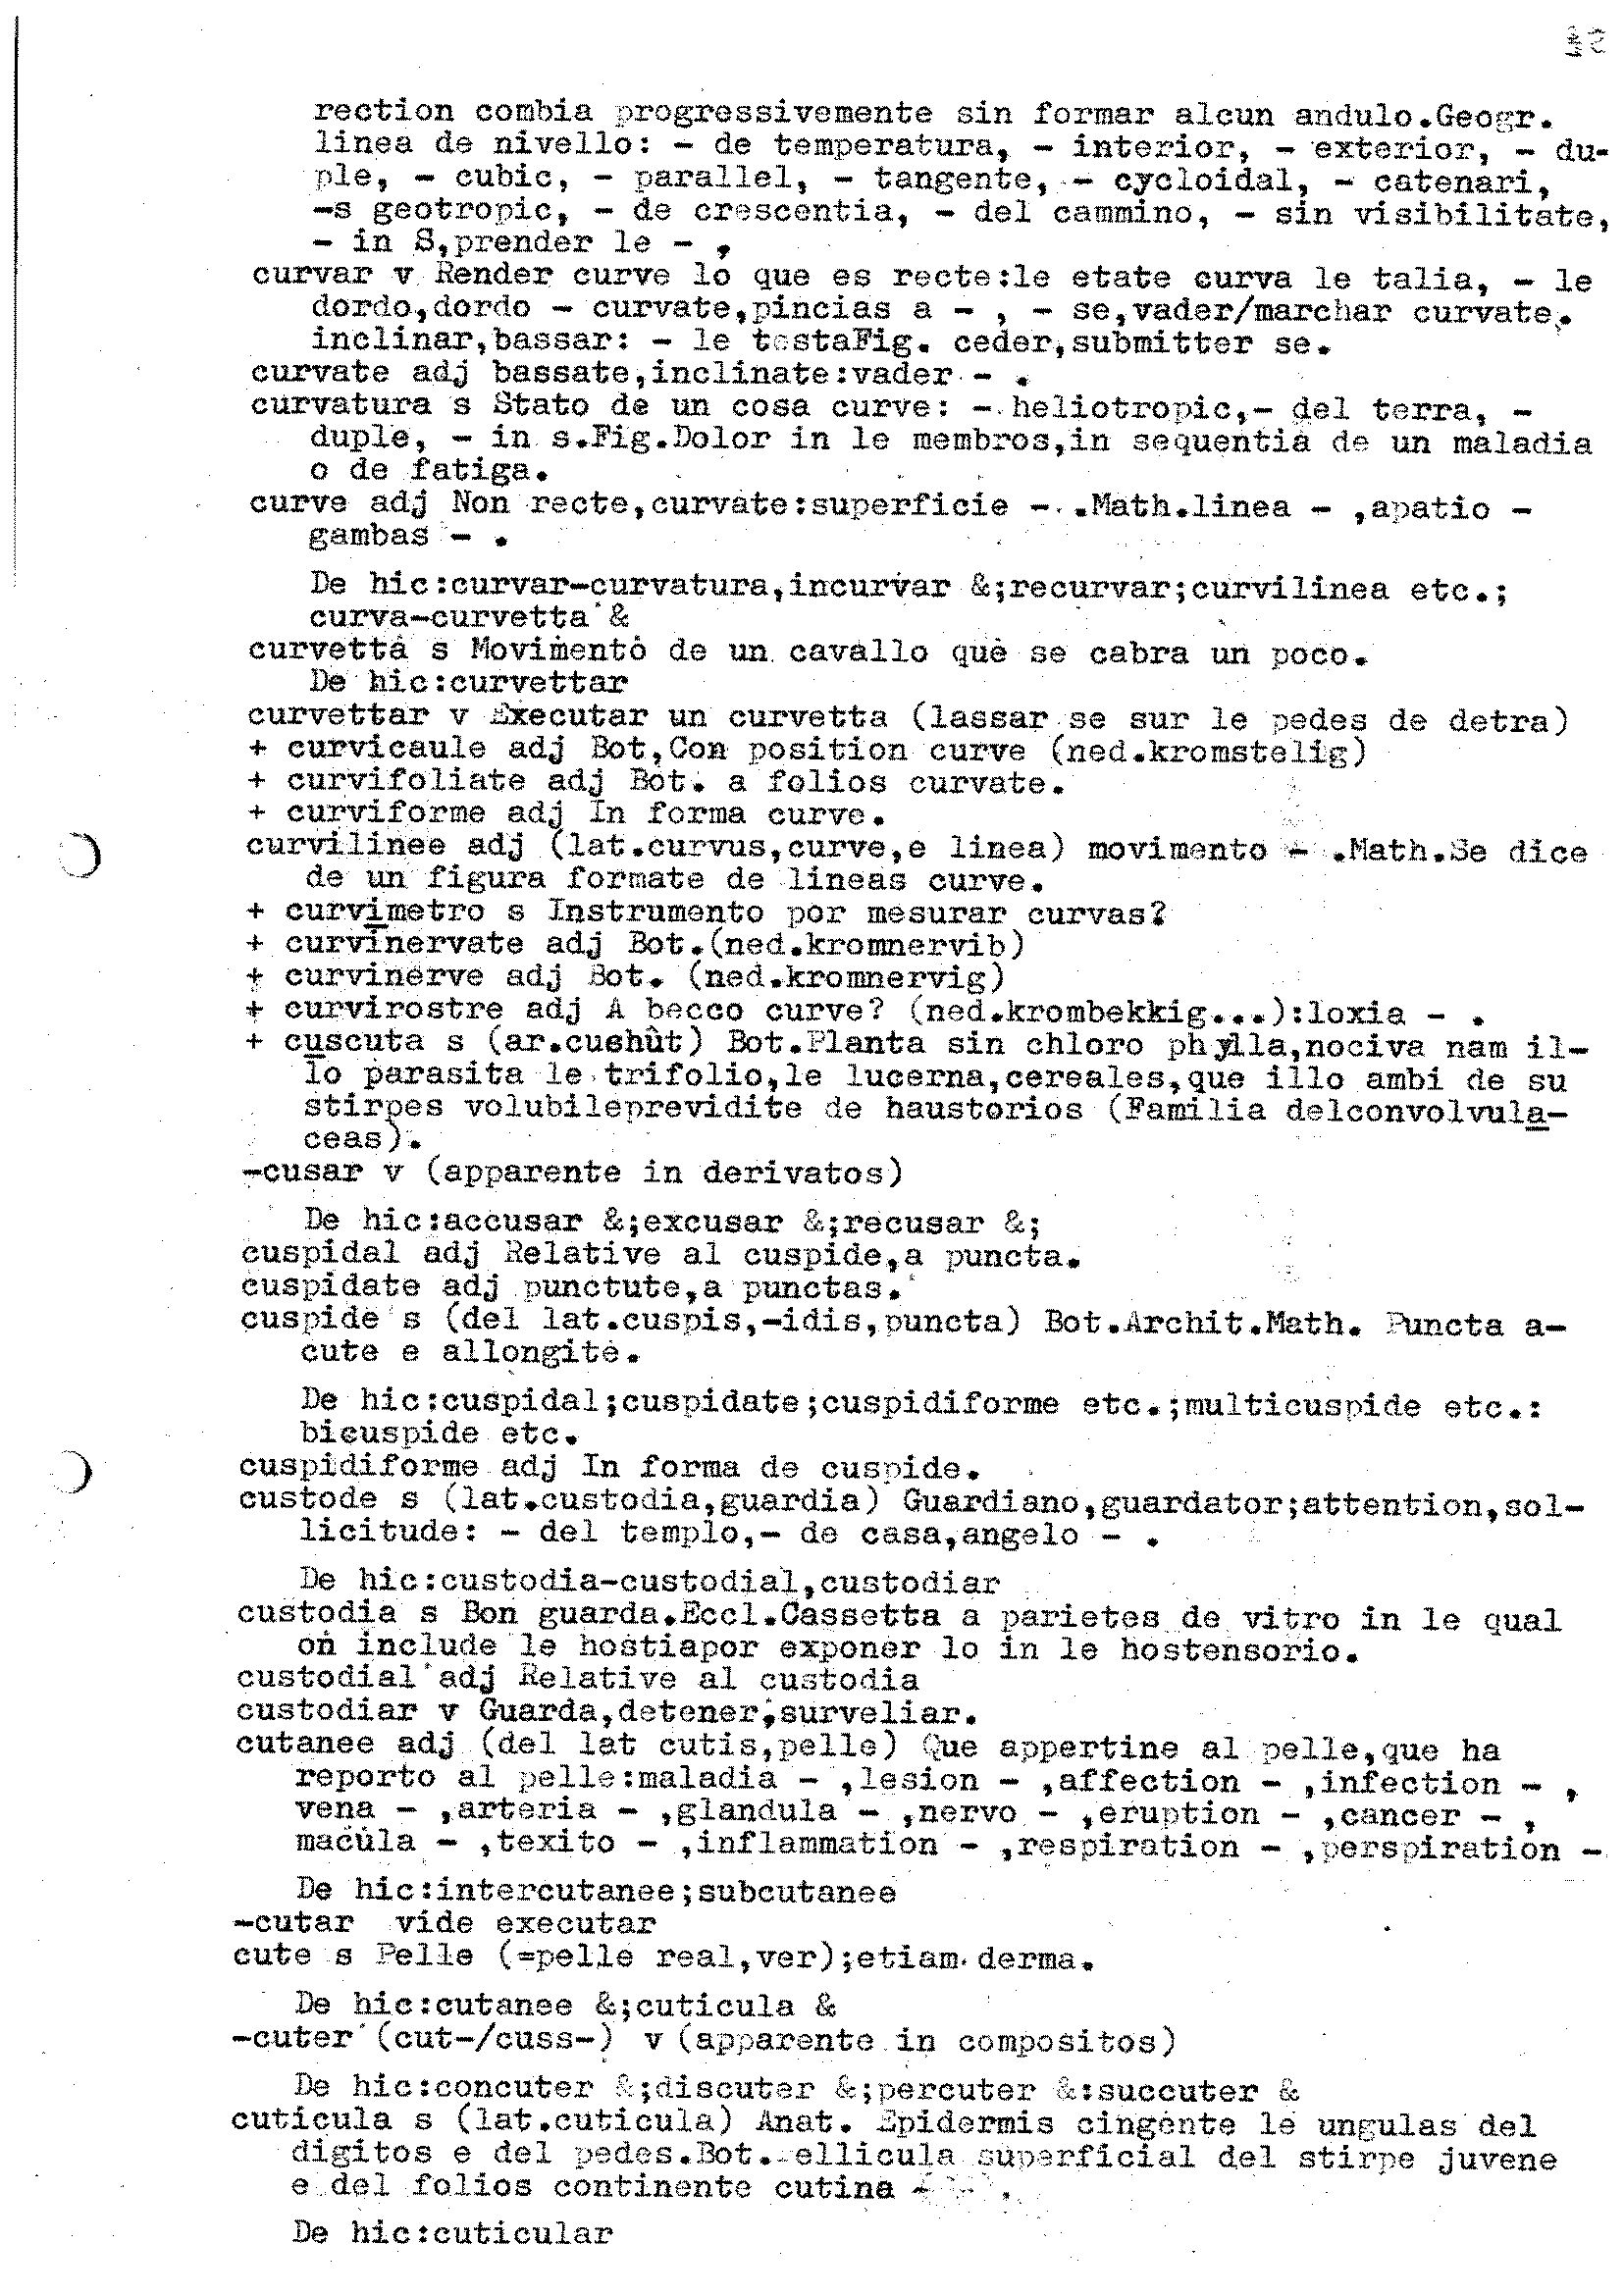 rection combia progressivemente sin formar alcun andulo.Geogr.
linea de nivello: - de temperatura, - interior, - exterior, - du-
ple, - cubic, - parallel, - tangente, - cycloidal, - catenari,
-s geotropic, - de crescentia, - del cammino, - sin visibilitate,
- in S,prender le - ,
curvar v Render curve lo que es recte:le etate curva le talia, - le
dordo,dordo - curvate,pincias a - , - se,vader/marchar curvate.
inclinar,bassar: - le testaFig. ceder,submitter se.
curvate adj bassate,inclinate:vader - .
curvatura s Stato de un cosa curve: - heliotropic,- del terra, -
duple, - in s.Fig.Dolor in le membros,in sequentia de un maladia
o de fatiga.
curve adj Non recte,curvate:superficie - .Math.linea - ,apatio -
gambas - .
De hic:curvar-curvatura,incurvar &;recurvar;curvilinea etc.;
curva-curvetta &
curvetta s Movimento de un cavallo que se cabra un poco.
De hic:curvettar
curvettar v Executar un curvetta (lassar se sur le pedes de detra)
+ curvicaule adj Bot,Con position curve (ned.kromstelig)
+ curvifoliate adj Bot. a folios curvate.
+ curviforme adj In forma curve.
curvilinee adj (lat.curvus,curve,e linea) movimento - .Math.Se dice
de un figura formate de lineas curve.
+ curvimetro s Instrumento por mesurar curvas?
+ curvinervate adj Bot.(ned.kromnervib)
+ curvinerve adj Bot. (ned.kromnervig)
+ curvirostre adj A becco curve? (ned.krombekkig...):loxia - .
+ cuscuta s (ar.cushût) Bot.Planta sin chloro phylla,nociva nam il-
lo parasita le trifolio,le lucerna,cereales,que illo ambi de su
stirpes volubileprevidite de haustorios (Familia delconvolvula-
ceas).
-cusar v (apparente in derivatos)
De hic:accusar &;excusar &;recusar &;
cuspidal adj Relative al cuspide,a puncta.
cuspidate adj punctute,a punctas.
cuspide s (del lat.cuspis,-idis,puncta) Bot.Archit.Math. Puncta a-
cute e allongite.
De hic:cuspidal;cuspidate;cuspidiforme etc.;multicuspide etc.:
bicuspide etc.
cuspidiforme adj In forma de cuspide.
custode s (lat.custodia,guardia) Guardiano,guardator;attention,sol-
licitude: - del templo,- de casa,angelo - .
De hic:custodia-custodial,custodiar
custodia s Bon guarda.Eccl.Cassetta a parietes de vitro in le qual
on include le hostiapor exponer lo in le hostensorio.
custodial adj Relative al custodia
custodiar v Guarda,detener;surveliar.
cutanee adj (del lat cutis,pelle) Que appertine al pelle,que ha
reporto al pelle:maladia - ,lesion - ,affection - ,infection - ,
vena - ,arteria - ,glandula - ,nervo - ,eruption - ,cancer - ,
macula - ,texito - ,inflammation - ,respiration - ,perspiration -
De hic:intercutanee;subcutanee
-cutar vide executar
cute s Pelle (=pelle real,ver);etiam derma.
De hic:cutanee &;cuticula &
-cuter (cut-/cuss-) v (apparente in compositos)
De hic:concuter &;discuter &;percuter &:succuter &
cuticula s (lat.cuticula) Anat. Epidermis cingente le ungulas del
digitos e del pedes.Bot.-ellicula superficial del stirpe juvene
e del folios continente cutina
De hic:cuticular